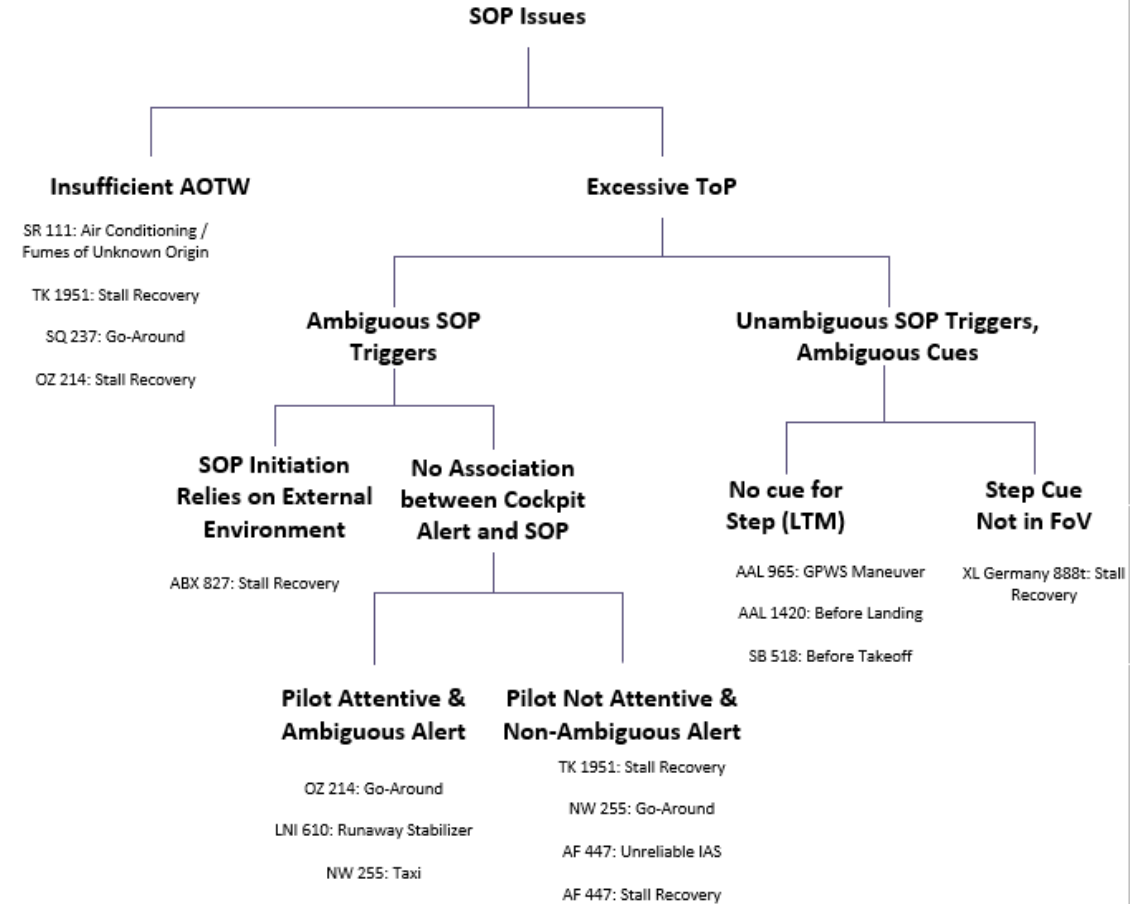 SOP Issues
Insufficient AOTW
SR 111: Air Conditioning /
Fumes of Unknown Origin
TK 1951: Stall Recovery
SQ 237: Go-Around
OZ 214: Stall Recovery
Excessive ToP
Ambiguous SOP
Triggers
SOP Initiation
Relies on External
Environment
ABX 827: Stall Recovery
No Association
between Cockpit
Alert and SOP
Pilot Attentive &
Ambiguous Alert
OZ 214: Go-Around
LNI 610: Runaway Stabilizer
NW 255: Taxi
Pilot Not Attentive &
Non-Ambiguous Alert
TK 1951: Stall Recovery
NW 255: Go-Around
AF 447: Unreliable IAS
AF 447: Stall Recovery
Unambiguous SOP Triggers,
Ambiguous Cues
No cue for
Step (LTM)
AAL 965: GPWS Maneuver
AAL 1420: Before Landing
SB 518: Before Takeoff
Step Cue
Not in FoV
XL Germany 888t: Stall
Recovery